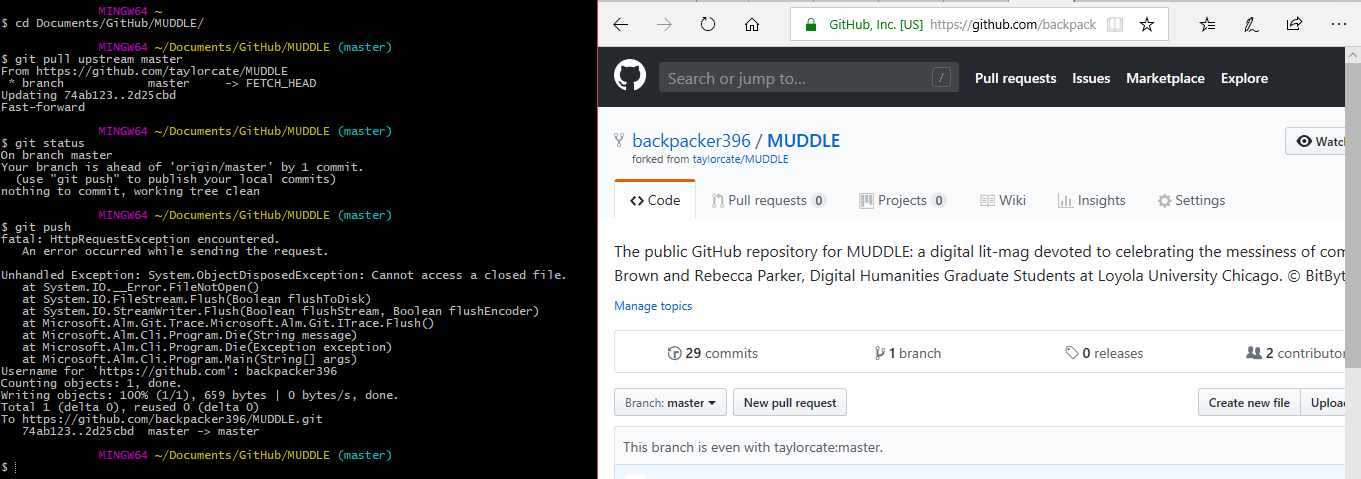 MINGW64 ~
$ cd Documents/GitHub/MUDDLE/
MINGW64 ~/Documents/GitHub/MUDDLE (master)
$ git pull upstream master
From https://github.com/taylorcate/MUDDLE
 * branch            master     -> FETCH_HEAD
Updating 74ab123..2d25cbd
Fast-forward
MINGW64 ~/Documents/GitHub/MUDDLE (master)
$ git status
On branch master
Your branch is ahead of 'origin/master' by 1 commit.
  (use "git push" to publish your local commits)
nothing to commit, working tree clean
MINGW64 ~/Documents/GitHub/MUDDLE (master)
$ git push
fatal: HttpRequestException encountered.
   An error occurred while sending the request.
Unhandled Exception: System.ObjectDisposedException: Cannot access a closed file.
   at System.IO.__Error.FileNotOpen()
   at System.IO.FileStream.Flush(Boolean flushToDisk)
   at System.IO.StreamWriter.Flush(Boolean flushStream, Boolean flushEncoder)
   at Microsoft.Alm.Git.Trace.Microsoft.Alm.Git.ITrace.Flush()
   at Microsoft.Alm.Cli.Program.Die(String message)
   at Microsoft.Alm.Cli.Program.Die(Exception exception)
   at Microsoft.Alm.Cli.Program.Main(String[] args)
Username for 'https://github.com': backpacker396
Counting objects: 1, done.
Writing objects: 100% (1/1), 659 bytes | 0 bytes/s, done.
Total 1 (delta 0), reused 0 (delta 0)
To https://github.com/backpacker396/MUDDLE.git
   74ab123..2d25cbd  master -> master
MINGW64 ~/Documents/GitHub/MUDDLE (master)
$
GitHub, Inc. [US] https://github.com/backpack
Search or jump to... / Pull requests Issues Marketplace Explore
backpacker396 / MUDDLE Watc
forked from taylorcate/MUDDLE
<> Code Pull requests 0 Projects 0 Wiki Insights Settings
The public GitHub repository for MUDDLE: a digital lit-mag devoted to celebrating the messiness of com
Brown and Rebecca Parker, Digital Humanities Graduate Students at Loyola University Chicago. © BitByt
Manage topics
29 commits 1 branch 0 releases 2 contributor
Branch: master New pull request Create new file Uploa
This branch is even with taylorcate:master.